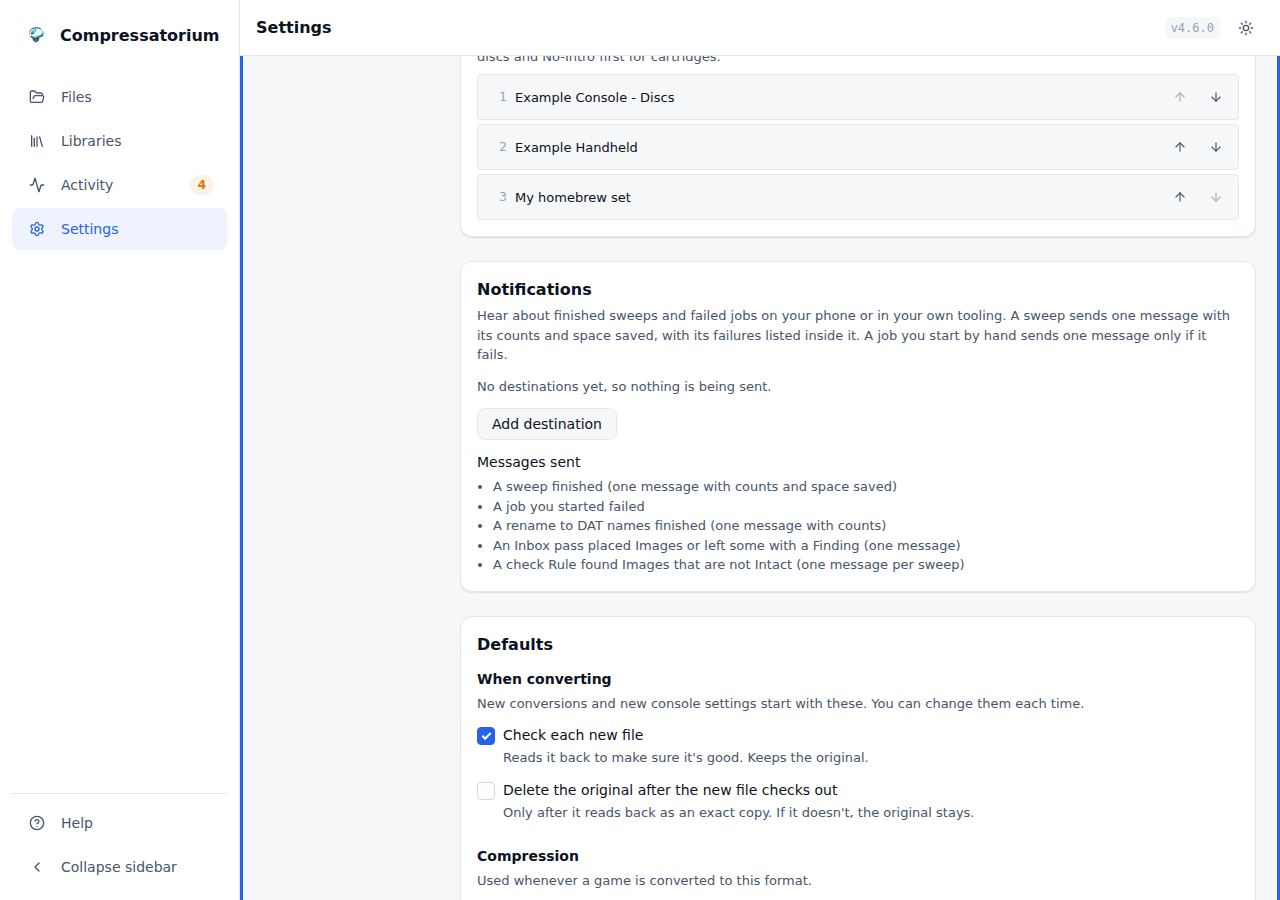 Compressatorium
Settings
v4.6.0
Files
Libraries
Activity
4
Settings
Help
Collapse sidebar
discs and No-Intro first for cartridges.
1 Example Console - Discs
2 Example Handheld
3 My homebrew set
Notifications
Hear about finished sweeps and failed jobs on your phone or in your own tooling. A sweep sends one message with
its counts and space saved, with its failures listed inside it. A job you start by hand sends one message only if it
fails.
No destinations yet, so nothing is being sent.
Add destination
Messages sent
• A sweep finished (one message with counts and space saved)
• A job you started failed
• A rename to DAT names finished (one message with counts)
• An Inbox pass placed Images or left some with a Finding (one message)
• A check Rule found Images that are not Intact (one message per sweep)
Defaults
When converting
New conversions and new console settings start with these. You can change them each time.
Check each new file
Reads it back to make sure it's good. Keeps the original.
Delete the original after the new file checks out
Only after it reads back as an exact copy. If it doesn't, the original stays.
Compression
Used whenever a game is converted to this format.